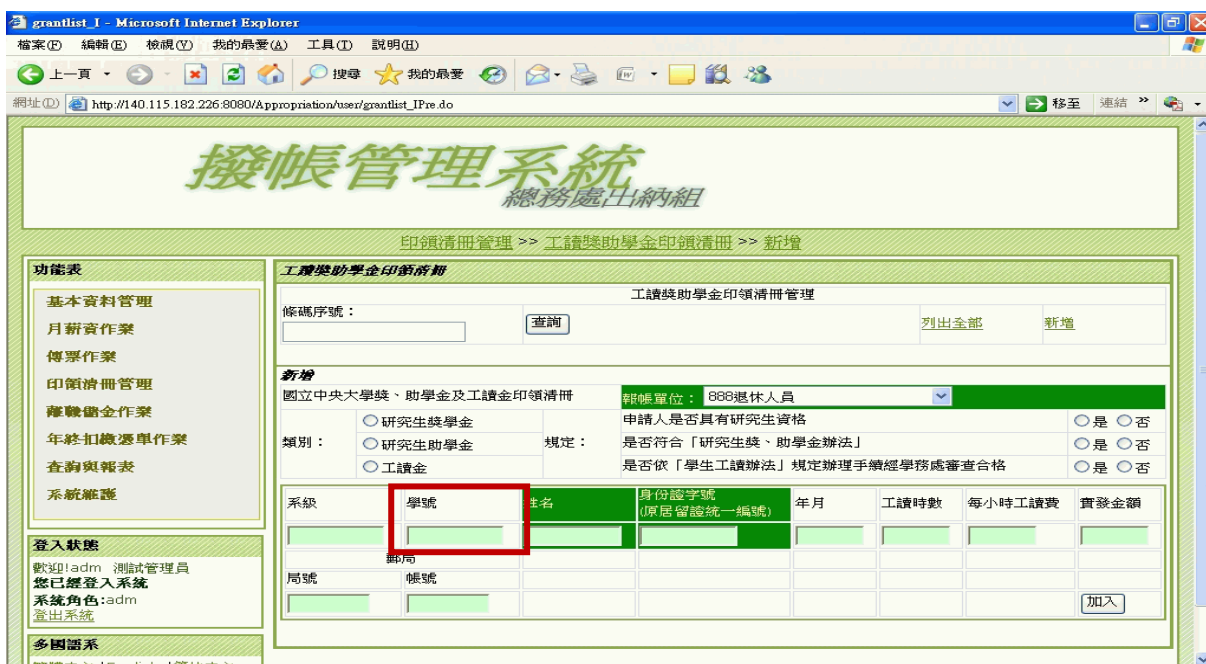 grantlist_I - Microsoft Internet Explorer
檔案(F) 編輯(E) 檢視(V) 我的最愛(A) 工具(T) 說明(H)
上一頁 搜尋 我的最愛
網址(D) http://140.115.182.226:8080/Appropriation/user/grantlist_IPre.do 移至 連結 »
撥帳管理系統
總務處出納組
印領清冊管理 >> 工讀獎助學金印領清冊 >> 新增
功能表
基本資料管理
月薪資作業
傳票作業
印領清冊管理
離職儲金作業
年終扣繳憑單作業
查詢與報表
系統維護
登入狀態
歡迎!adm 測試管理員
您已經登入系統
系統角色:adm
登出系統
多國語系
工讀獎助學金印領清冊
工讀獎助學金印領清冊管理
條碼序號：
查詢 列出全部 新增
新增
國立中央大學獎、助學金及工讀金印領清冊 報帳單位： 888退休人員
類別： 研究生獎學金 規定： 申請人是否具有研究生資格 是 否
研究生助學金 是否符合「研究生獎、助學金辦法」 是 否
工讀金 是否依「學生工讀辦法」規定辦理手續經學務處審查合格 是 否
系級 學號 姓名 身份證字號 年月 工讀時數 每小時工讀費 實發金額
(原居留證統一編號)
郵局
局號 帳號
加入